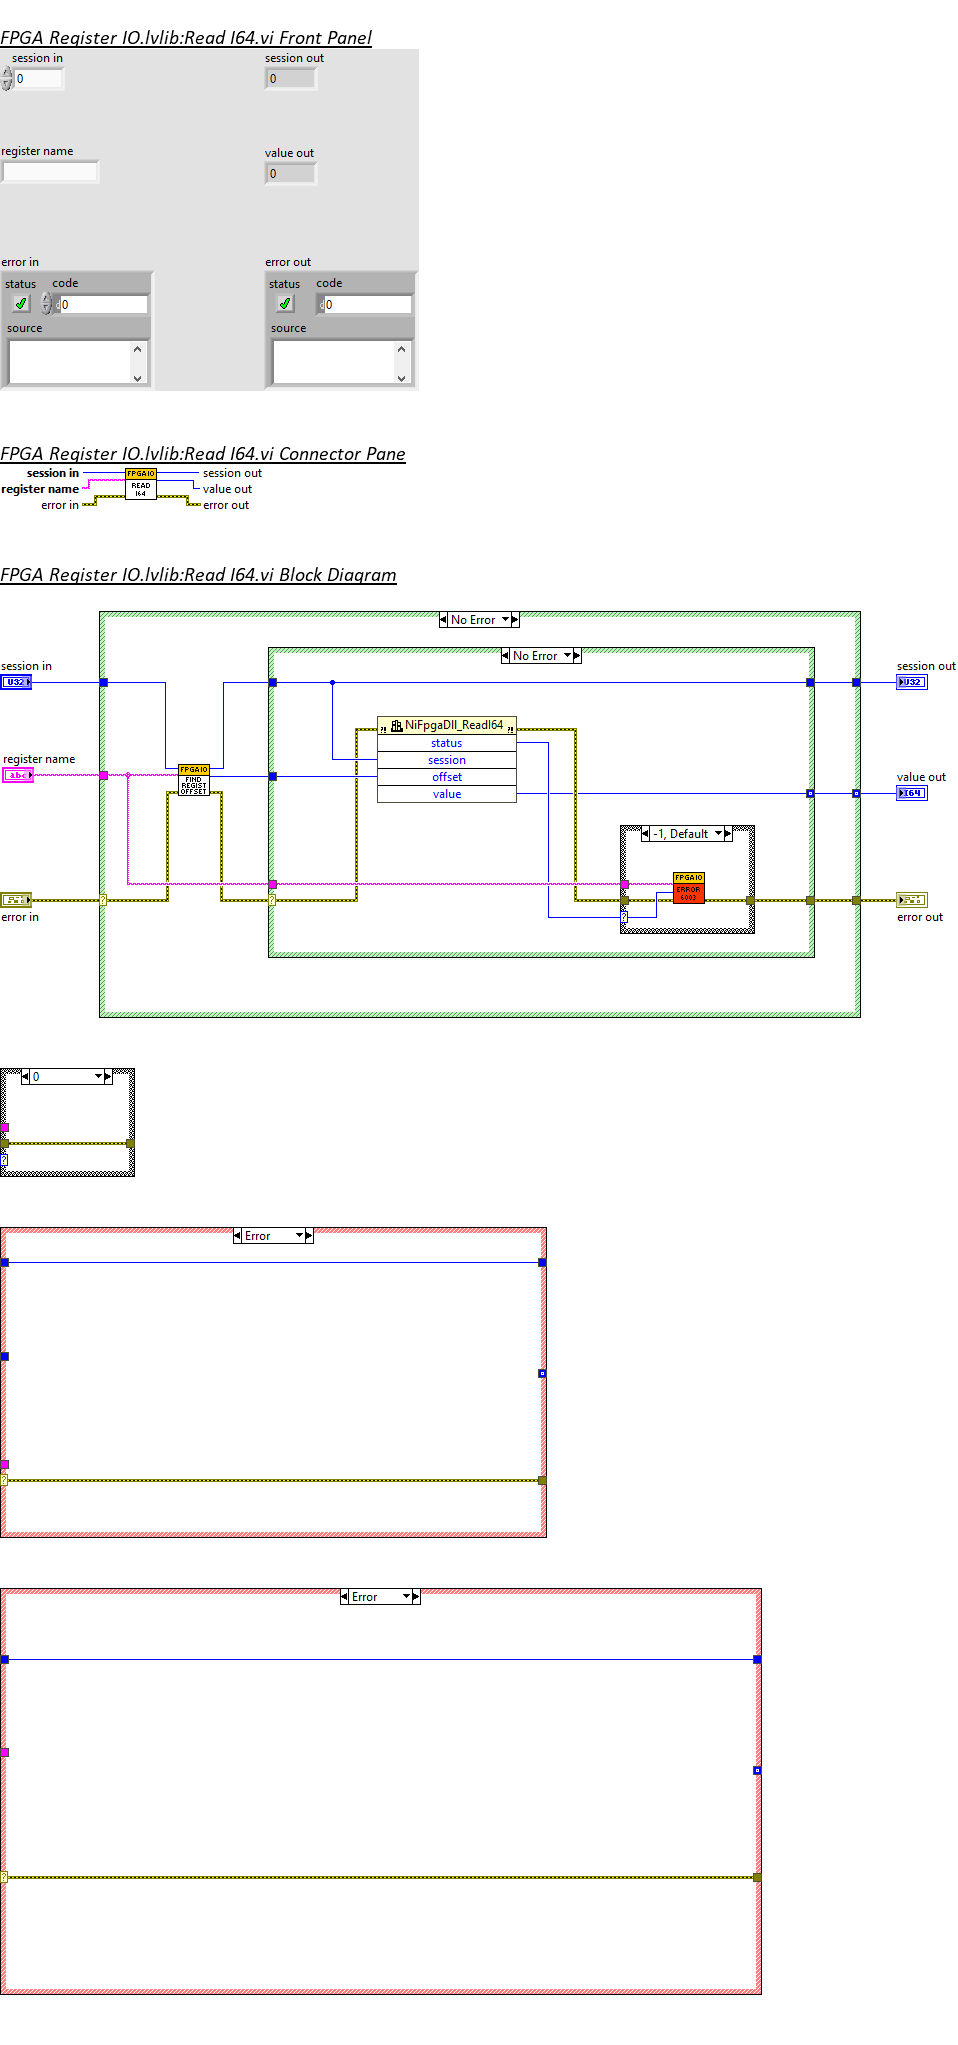 FPGA Register IO.lvlib:Read I64.vi Front Panel
session in
session out
0
0
register name
value out
0
error in
error out
status
code
status
code
d
0
d
0
source
source
FPGA Register IO.lvlib:Read I64.vi Connector Pane
session in
FPGAIO
session out
register name
READ
I64
value out
error in
error out
FPGA Register IO.lvlib:Read I64.vi Block Diagram
No Error
No Error
session in
session out
U32
U32
NiFpgaDll_ReadI64
status
register name
session
abc
FPGAIO
FIND
REGIST
OFFSET
offset
value out
value
I64
-1, Default
FPGAIO
ERROR
6003
?
?
?
error in
error out
0
?
Error
?
Error
?